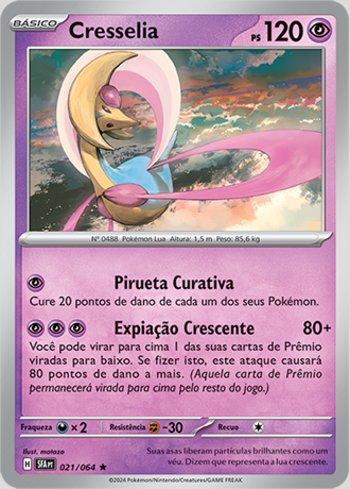 BÁSICO
Cresselia
PS 120
Nº 0488 Pokémon Lua Altura: 1,5 m Peso: 85,6 kg
Pirueta Curativa
Cure 20 pontos de dano de cada um dos seus Pokémon.
Expiação Crescente 80+
Você pode virar para cima 1 das suas cartas de Prêmio
viradas para baixo. Se fizer isto, este ataque causará
80 pontos de dano a mais. (Aquela carta de Prêmio
permanecerá virada para cima pelo resto do jogo.)
Fraqueza ×2 Resistência -30 Recuo
Ilust. matazo
H SFA PT 021/064 ★
Suas asas liberam partículas brilhantes como um
véu. Dizem que representa a lua crescente.
©2024 Pokémon/Nintendo/Creatures/GAME FREAK